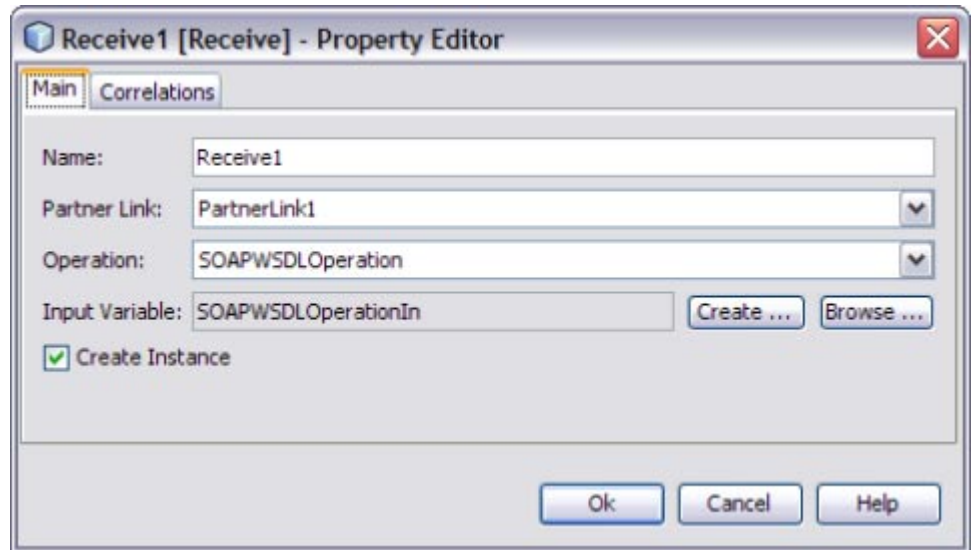 Receive1 [Receive] - Property Editor
Main Correlations
Name: Receive1
Partner Link: PartnerLink1
Operation: SOAPWSDLOperation
Input Variable: SOAPWSDLOperationIn Create ... Browse ...
Create Instance
Ok Cancel Help